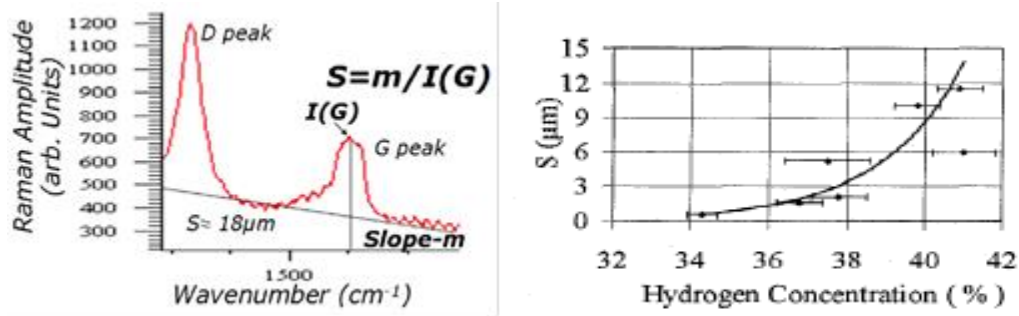 Raman Amplitude
(arb. Units)
1200
1100
1000
900
800
700
600
500
400
300
D peak
S=m/I(G)
I(G)
G peak
S≈ 18μm
Slope-m
1500
Wavenumber (cm-1)
S (μm)
15
12
9
6
3
0
32 34 36 38 40 42
Hydrogen Concentration ( % )